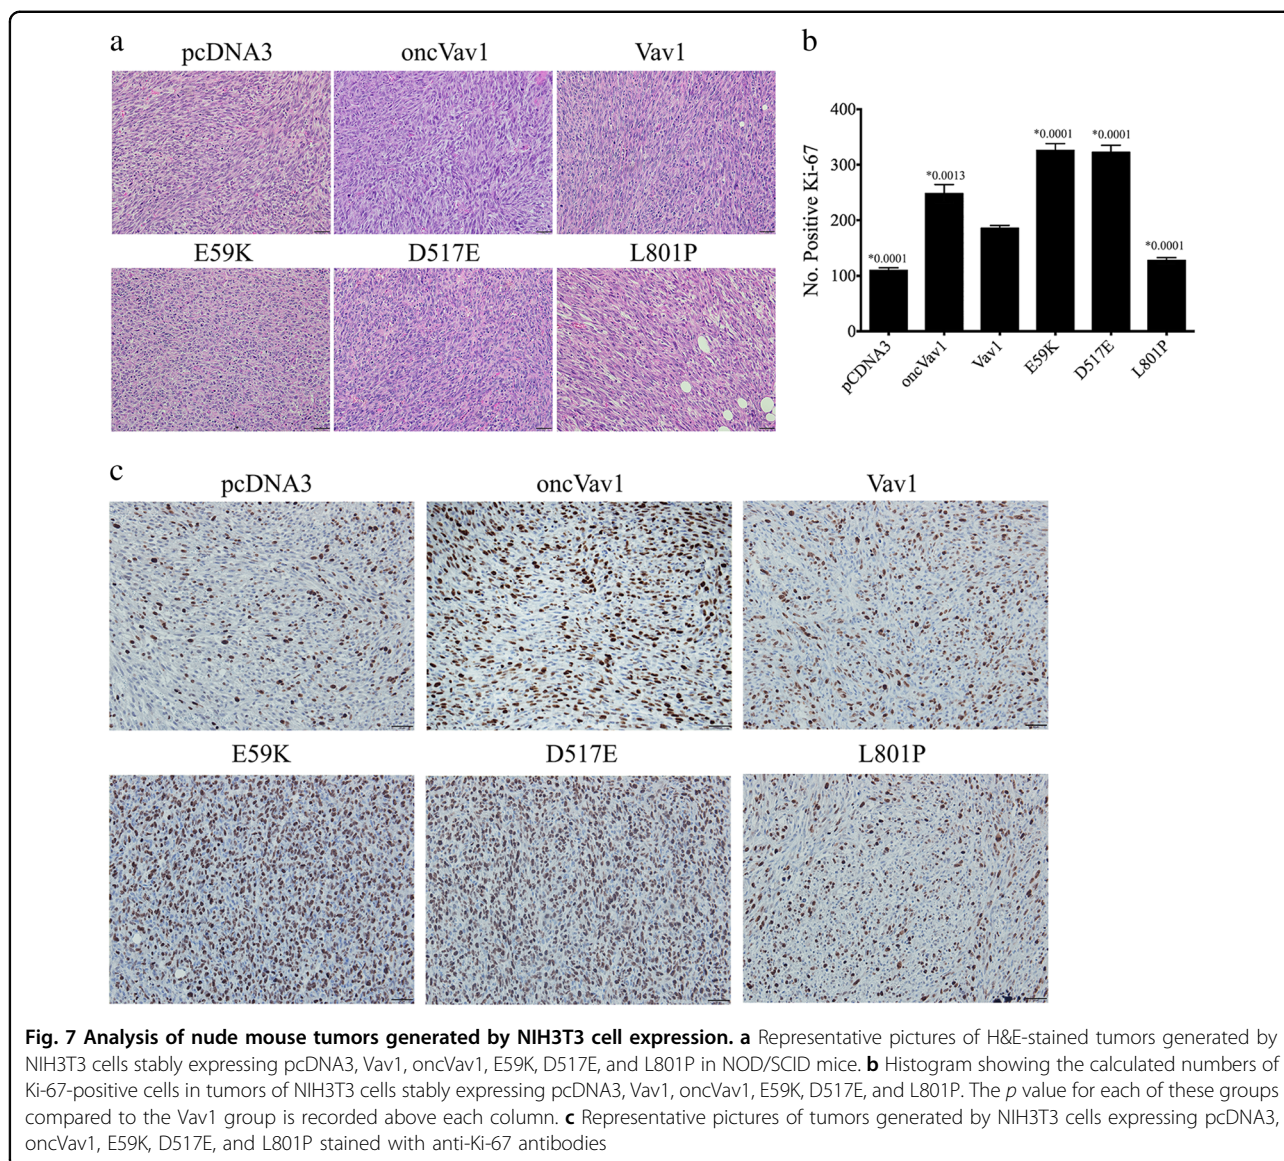 a
pcDNA3 oncVav1 Vav1
E59K D517E L801P
b
No. Positive Ki-67
400
300
200
100
0
*0.0001 *0.0013 *0.0001 *0.0001 *0.0001
pCDNA3 oncVav1 Vav1 E59K D517E L801P
c
pcDNA3 oncVav1 Vav1
E59K D517E L801P
Fig. 7 Analysis of nude mouse tumors generated by NIH3T3 cell expression. a Representative pictures of H&E-stained tumors generated by
NIH3T3 cells stably expressing pcDNA3, Vav1, oncVav1, E59K, D517E, and L801P in NOD/SCID mice. b Histogram showing the calculated numbers of
Ki-67-positive cells in tumors of NIH3T3 cells stably expressing pcDNA3, Vav1, oncVav1, E59K, D517E, and L801P. The p value for each of these groups
compared to the Vav1 group is recorded above each column. c Representative pictures of tumors generated by NIH3T3 cells expressing pcDNA3,
oncVav1, E59K, D517E, and L801P stained with anti-Ki-67 antibodies